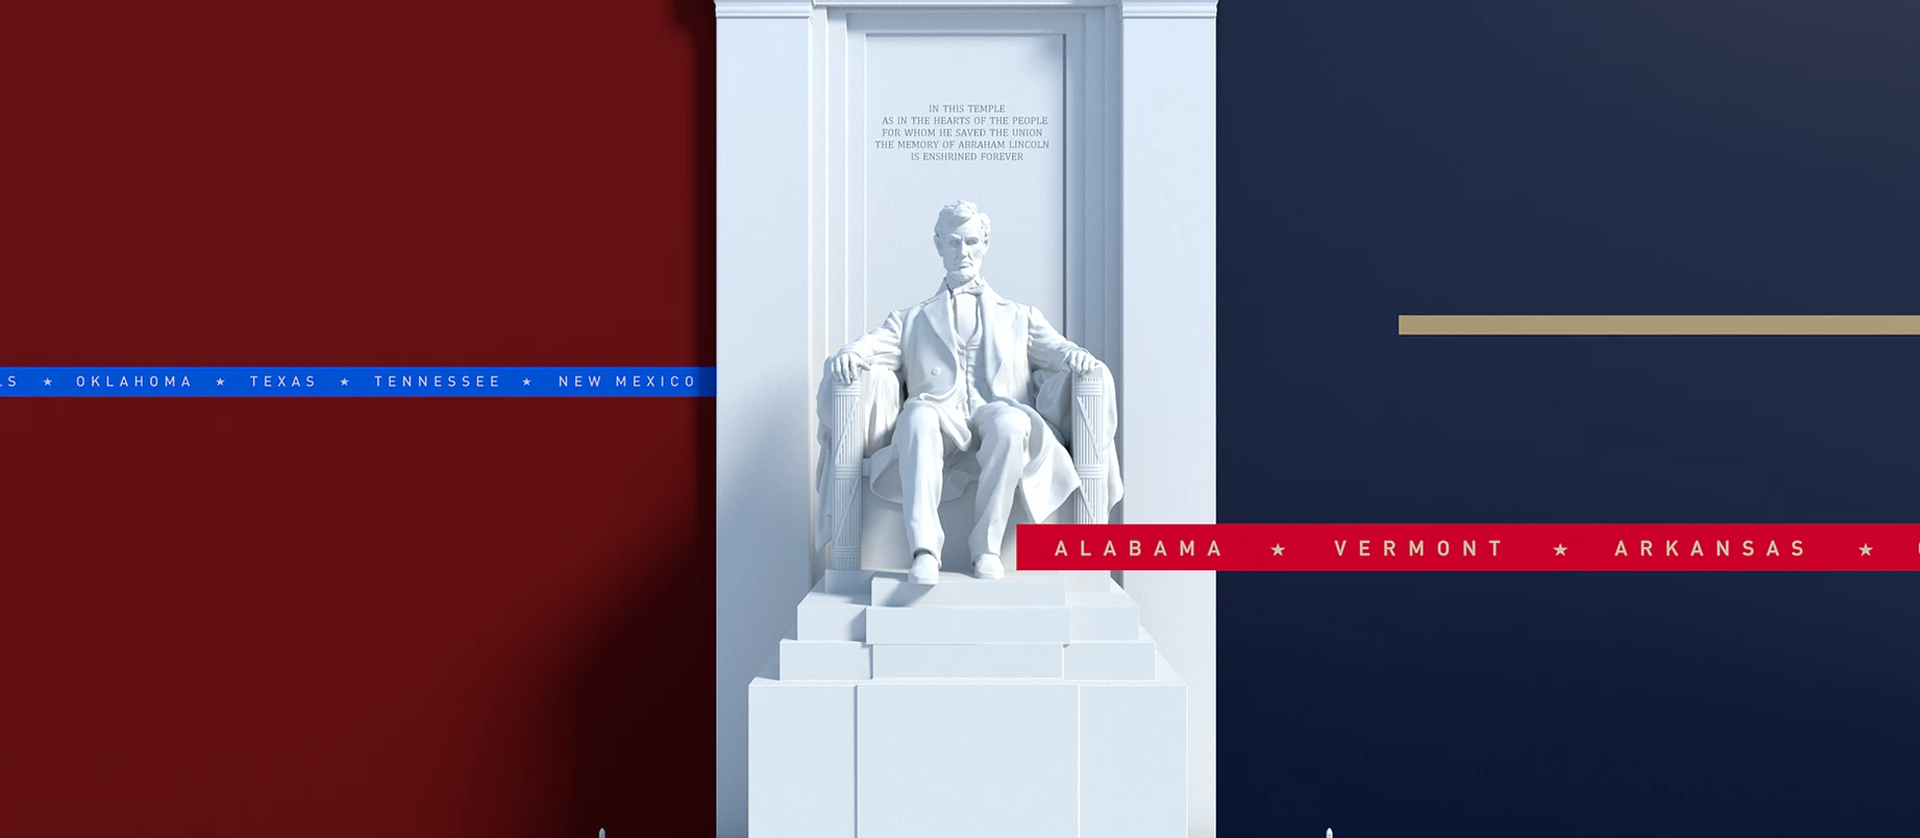 IN THIS TEMPLE
AS IN THE HEARTS OF THE PEOPLE
FOR WHOM HE SAVED THE UNION
THE MEMORY OF ABRAHAM LINCOLN
IS ENSHRINED FOREVER
★ OKLAHOMA ★ TEXAS ★ TENNESSEE ★ NEW MEXICO
ALABAMA ★ VERMONT ★ ARKANSAS ★